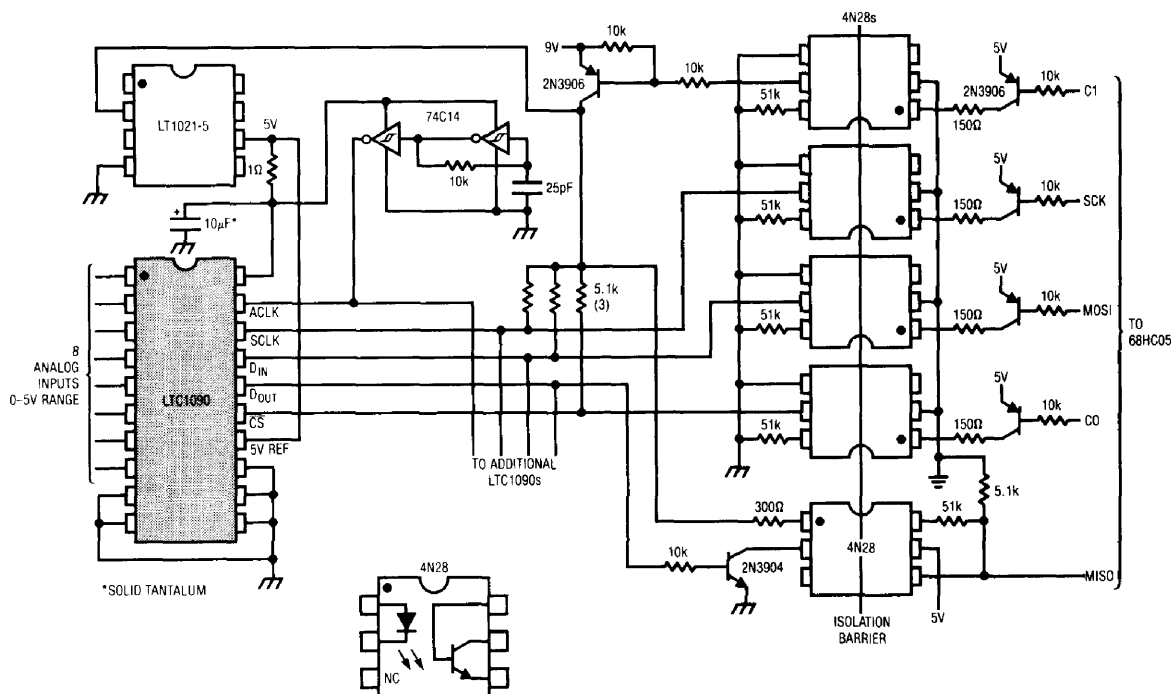 4N28s
9V
10k
10k
5V
2N3906
51k
2N3906
10k
C1
150Ω
LT1021-5
5V
74C14
1Ω
10k
25pF
10μF*
5V
51k
10k
SCK
150Ω
5.1k
(3)
5V
51k
10k
MOSI
150Ω
TO
68HC05
8
ANALOG
INPUTS
0–5V RANGE
LTC1090
ACLK
SCLK
DIN
DOUT
CS
5V REF
TO ADDITIONAL
LTC1090s
5V
51k
10k
C0
150Ω
5.1k
300Ω
51k
4N28
10k
2N3904
MISO
5V
ISOLATION
BARRIER
*SOLID TANTALUM
4N28
NC